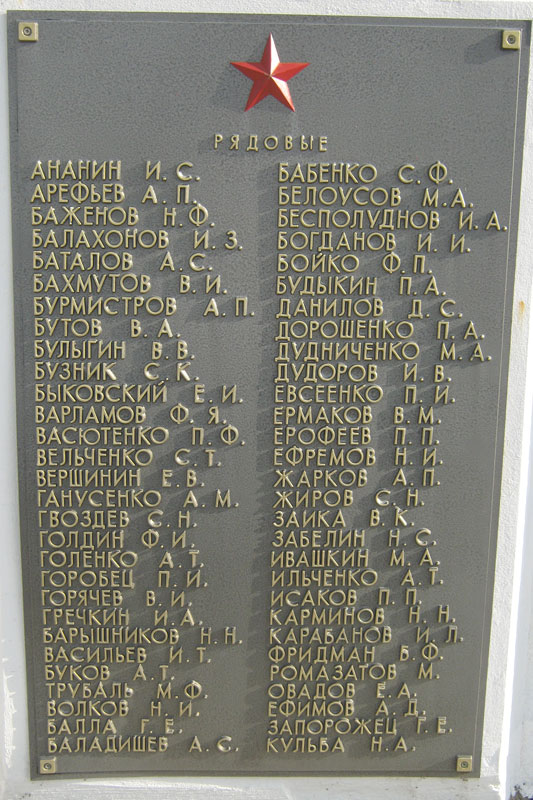 РЯДОВЫЕ
АНАНИН И. С.
АРЕФЬЕВ А. П.
БАЖЕНОВ Н. Ф.
БАЛАХОНОВ И. З.
БАТАЛОВ А. С.
БАХМУТОВ В. И.
БУРМИСТРОВ А. П.
БУТОВ В. А.
БУЛЫГИН В. В.
БУЗНИК С. К.
БЫКОВСКИЙ Е. И.
ВАРЛАМОВ Ф. Я.
ВАСЮТЕНКО П. Ф.
ВЕЛЬЧЕНКО С. Т.
ВЕРШИНИН Е. В.
ГАНУСЕНКО А. М.
ГВОЗДЕВ С. Н.
ГОЛДИН Ф. И.
ГОЛЕНКО А. Т.
ГОРОБЕЦ П. И.
ГОРЯЧЕВ В. И.
ГРЕЧКИН И. А.
БАРЫШНИКОВ Н. Н.
ВАСИЛЬЕВ И. Т.
БУКОВ А. Т.
ТРУБАЛЬ М. Ф.
ВОЛКОВ Н. И.
БАЛЛА Г. Е.
БАЛАДИШЕВ А. С.
БАБЕНКО С. Ф.
БЕЛОУСОВ М. А.
БЕСПОЛУДНОВ И. А.
БОГДАНОВ И. И.
БОЙКО Ф. П.
БУДЫКИН П. А.
ДАНИЛОВ Д. С.
ДОРОШЕНКО П. А.
ДУДНИЧЕНКО М. А.
ДУДОРОВ И. В.
ЕВСЕЕНКО П. И.
ЕРМАКОВ В. М.
ЕРОФЕЕВ П. П.
ЕФРЕМОВ Н. И.
ЖАРКОВ А. П.
ЖИРОВ С. Н.
ЗАИКА В. К.
ЗАБЕЛИН Н. С.
ИВАШКИН М. А.
ИЛЬЧЕНКО А. Т.
ИСАКОВ П. П.
КАРМИНОВ Н. Н.
КАРАБАНОВ И. Л.
ФРИДМАН Б. Ф.
РОМАЗАТОВ М.
ОВАДОВ Е. А.
ЕФИМОВ А. Д.
ЗАПОРОЖЕЦ Г. Е.
КУЛЬБА Н. А.